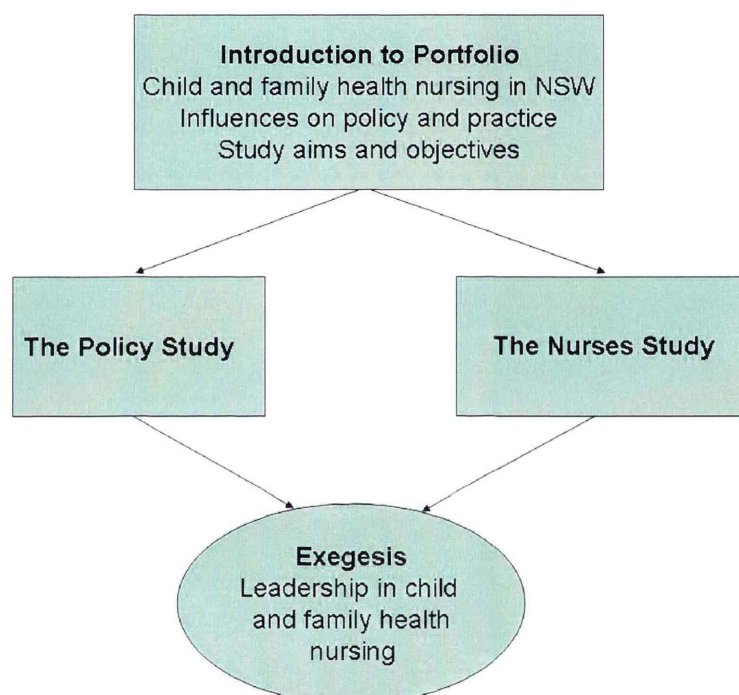 Introduction to Portfolio
Child and family health nursing in NSW
Influences on policy and practice
Study aims and objectives
The Policy Study
The Nurses Study
Exegesis
Leadership in child
and family health
nursing